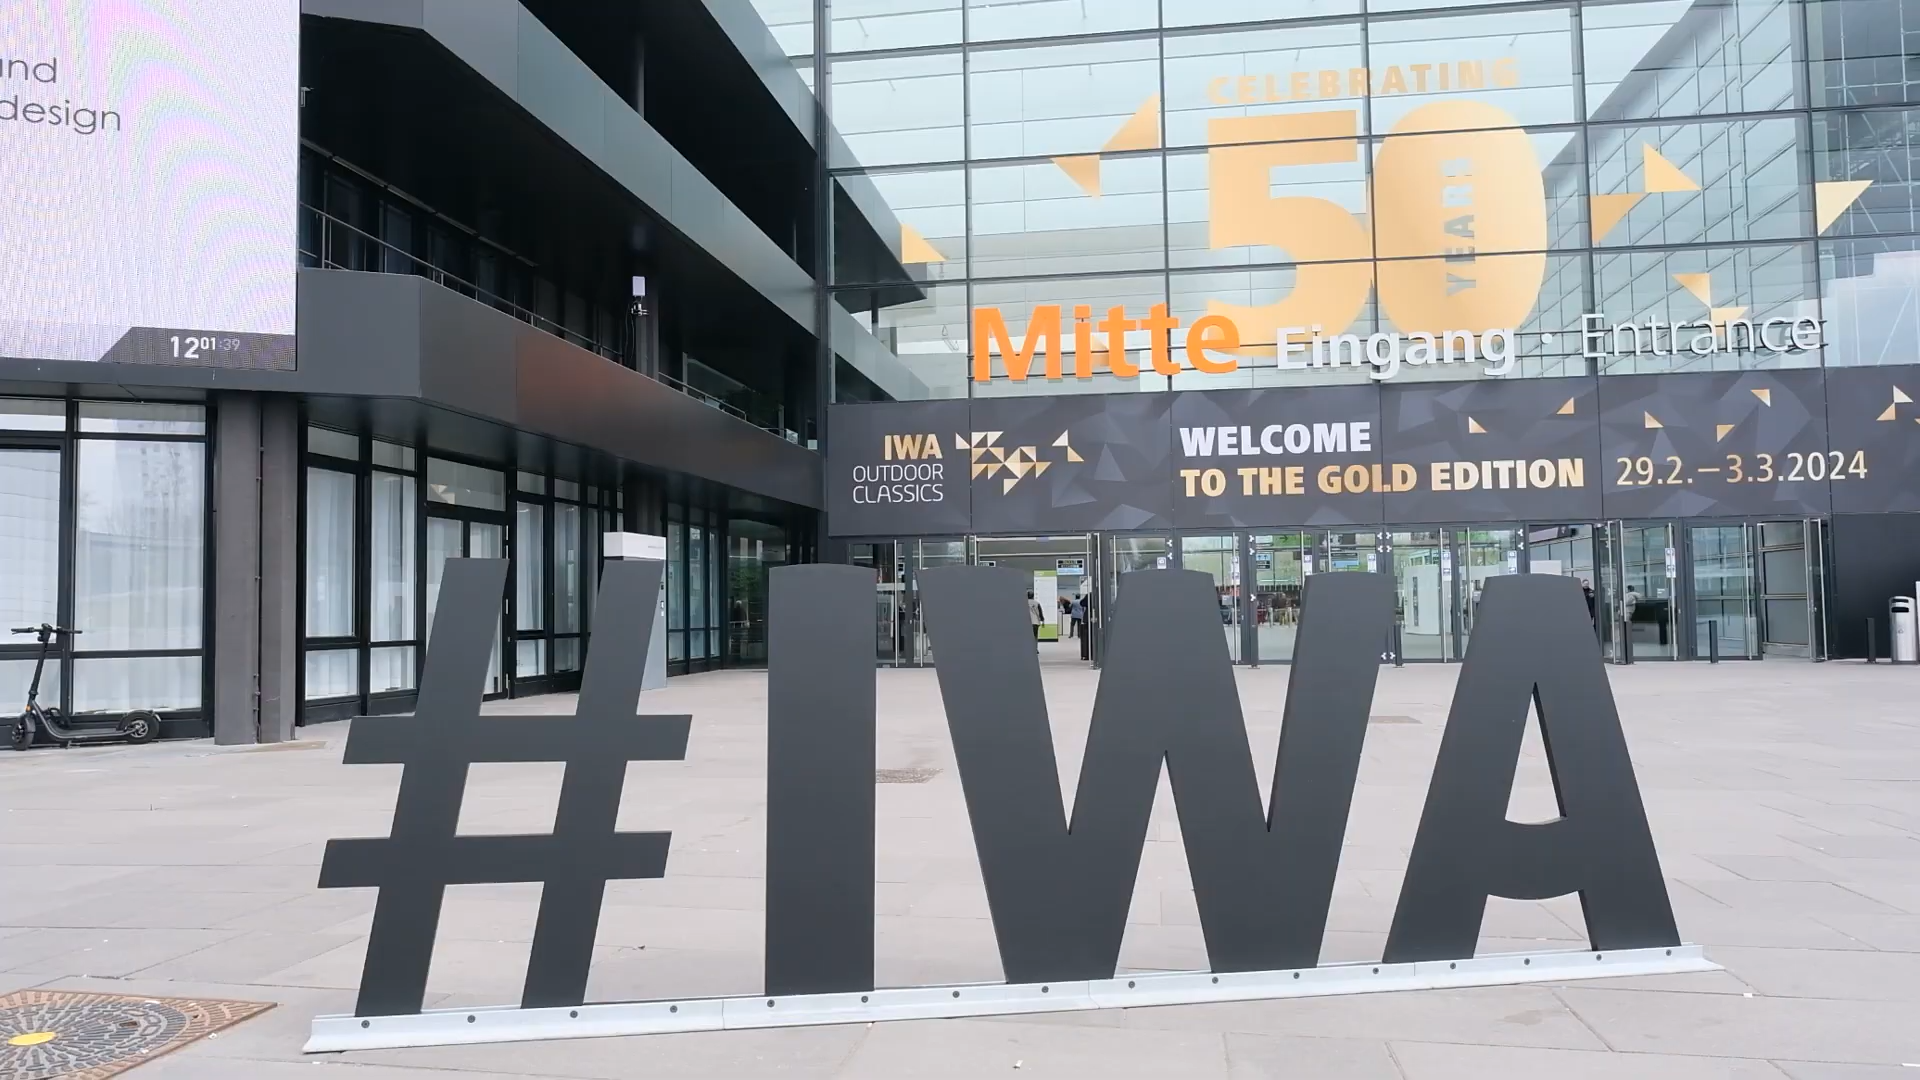 and
design
12 01:39
CELEBRATING
50
YEARS
Mitte Eingang · Entrance
IWA
OUTDOOR
CLASSICS
WELCOME
TO THE GOLD EDITION
29.2.–3.3.2024
#IWA